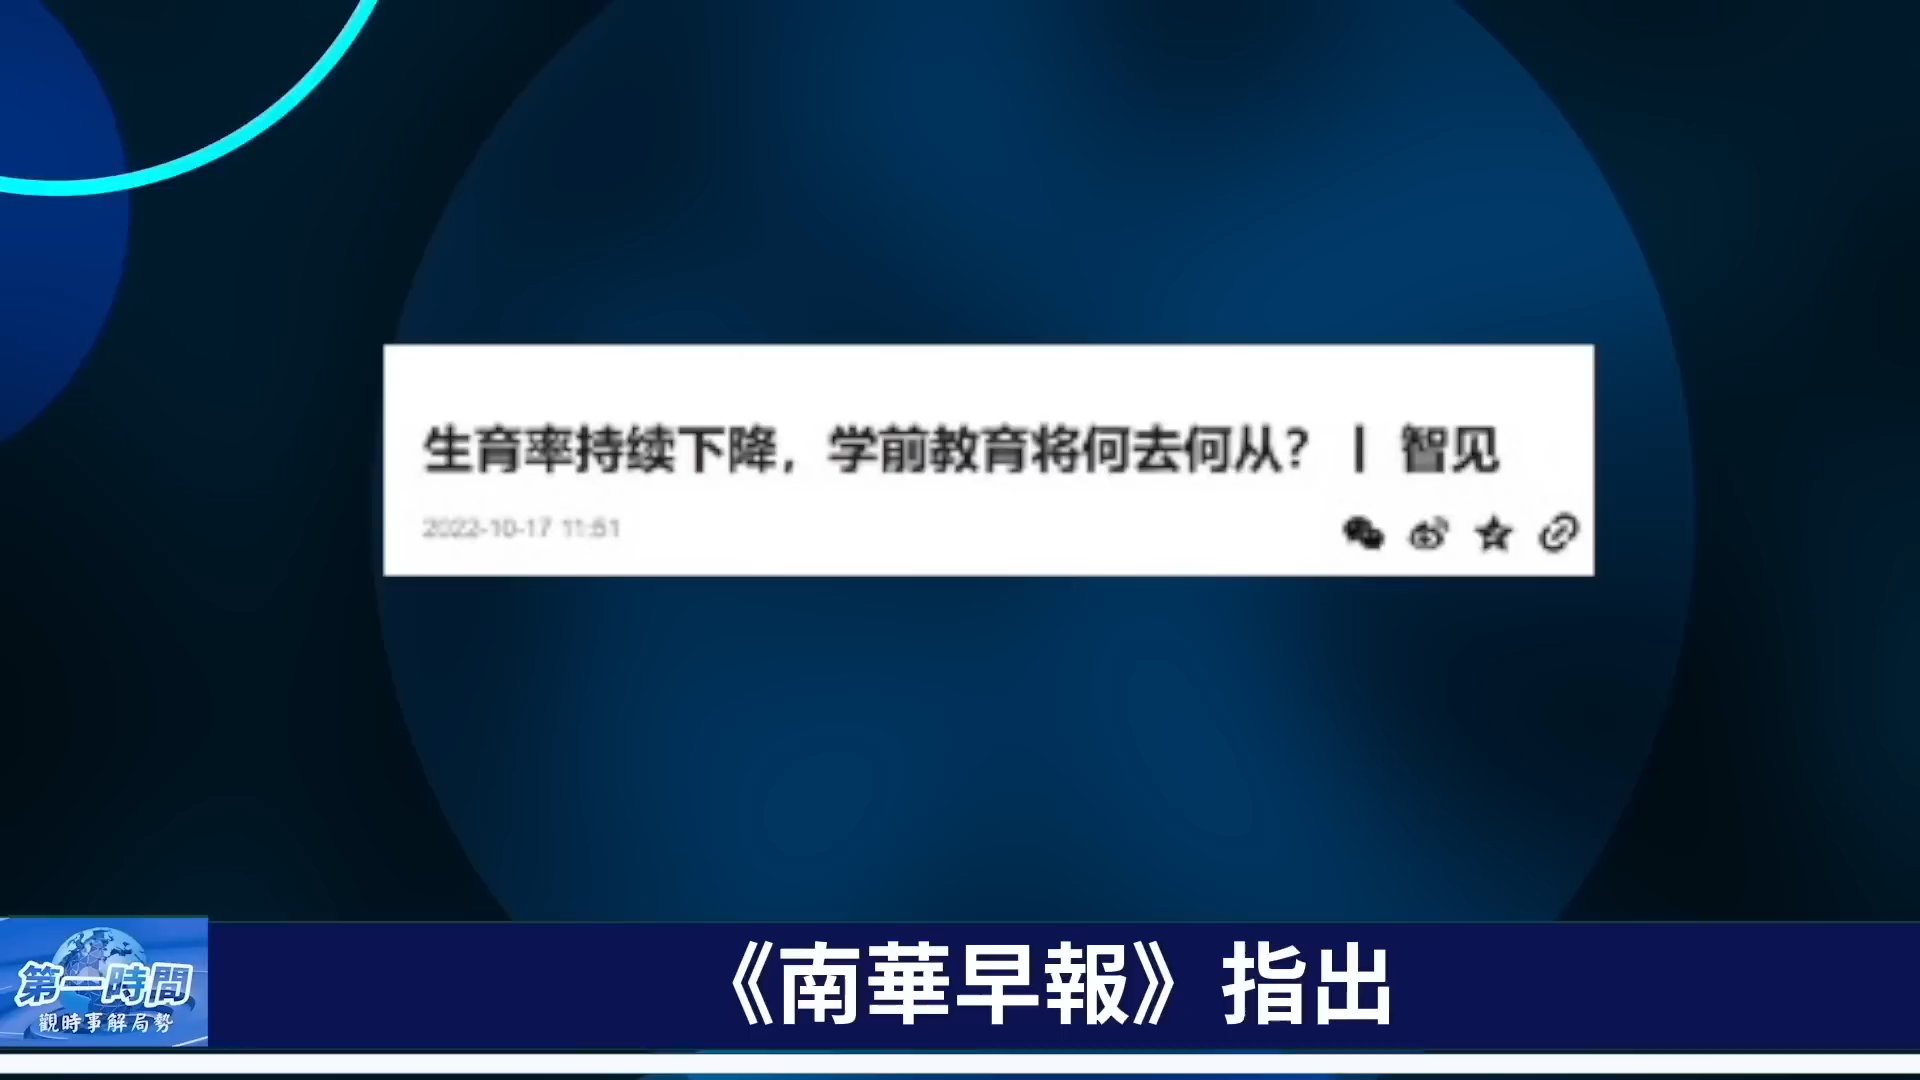 生育率持续下降，学前教育将何去何从？ | 智见
2022-10-17 11:51
《南華早報》指出
第一時間
觀時事解局勢